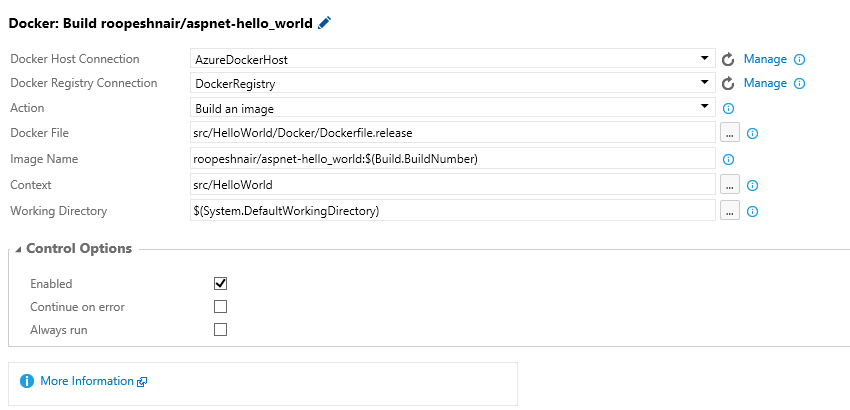 Docker: Build roopeshnair/aspnet-hello_world
Docker Host Connection AzureDockerHost Manage
Docker Registry Connection DockerRegistry Manage
Action Build an image
Docker File src/HelloWorld/Docker/Dockerfile.release ...
Image Name roopeshnair/aspnet-hello_world:$(Build.BuildNumber)
Context src/HelloWorld ...
Working Directory $(System.DefaultWorkingDirectory) ...
Control Options
Enabled
Continue on error
Always run
More Information